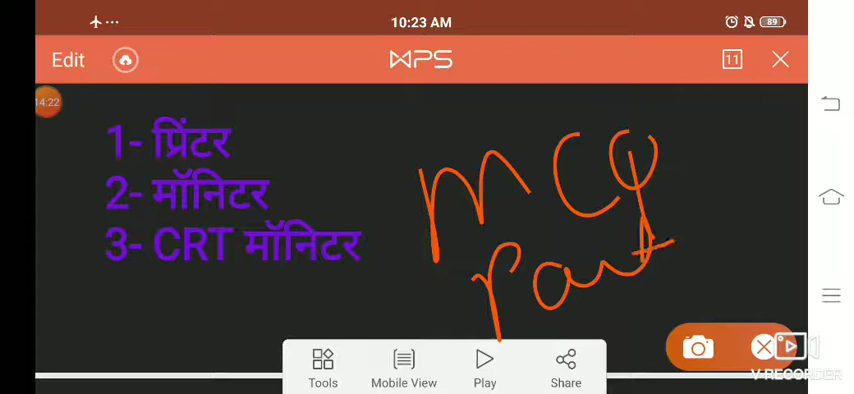 10:23 AM
89
Edit
WPS
11
14:22
1- प्रिंटर
2- मॉनिटर
3- CRT मॉनिटर
MCQ
Part
Tools
Mobile View
Play
Share
V RECORDER